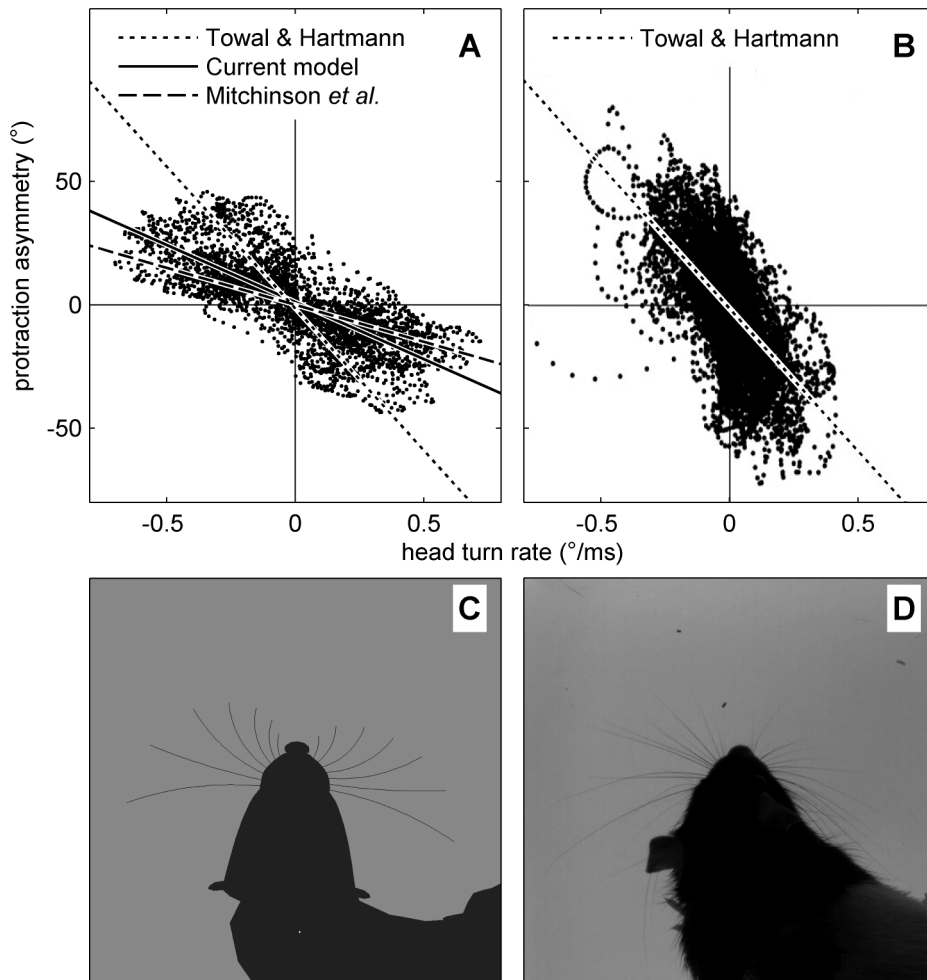 Towal & Hartmann
Current model
Mitchinson et al.
A
Towal & Hartmann
B
protraction asymmetry (°)
50
0
-50
-0.5
0
0.5
-0.5
0
0.5
head turn rate (°/ms)
C
D